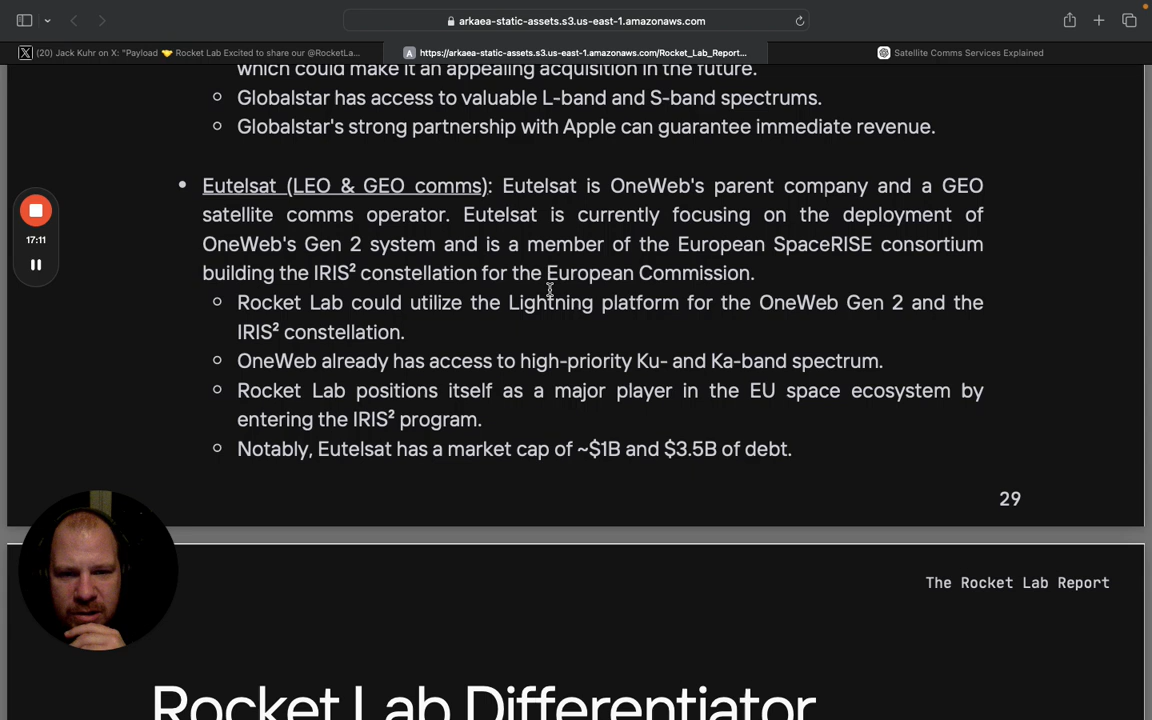 arkaea-static-assets.s3.us-east-1.amazonaws.com
(20) Jack Kuhr on X: "Payload 🤝 Rocket Lab Excited to share our @RocketLa...
A https://arkaea-static-assets.s3.us-east-1.amazonaws.com/Rocket_Lab_Report...
Satellite Comms Services Explained
which could make it an appealing acquisition in the future.
Globalstar has access to valuable L-band and S-band spectrums.
Globalstar's strong partnership with Apple can guarantee immediate revenue.
Eutelsat (LEO & GEO comms): Eutelsat is OneWeb's parent company and a GEO
satellite comms operator. Eutelsat is currently focusing on the deployment of
OneWeb's Gen 2 system and is a member of the European SpaceRISE consortium
building the IRIS² constellation for the European Commission.
Rocket Lab could utilize the Lightning platform for the OneWeb Gen 2 and the
IRIS² constellation.
OneWeb already has access to high-priority Ku- and Ka-band spectrum.
Rocket Lab positions itself as a major player in the EU space ecosystem by
entering the IRIS² program.
Notably, Eutelsat has a market cap of ~$1B and $3.5B of debt.
17:11
29
The Rocket Lab Report
Rocket Lab Differentiator